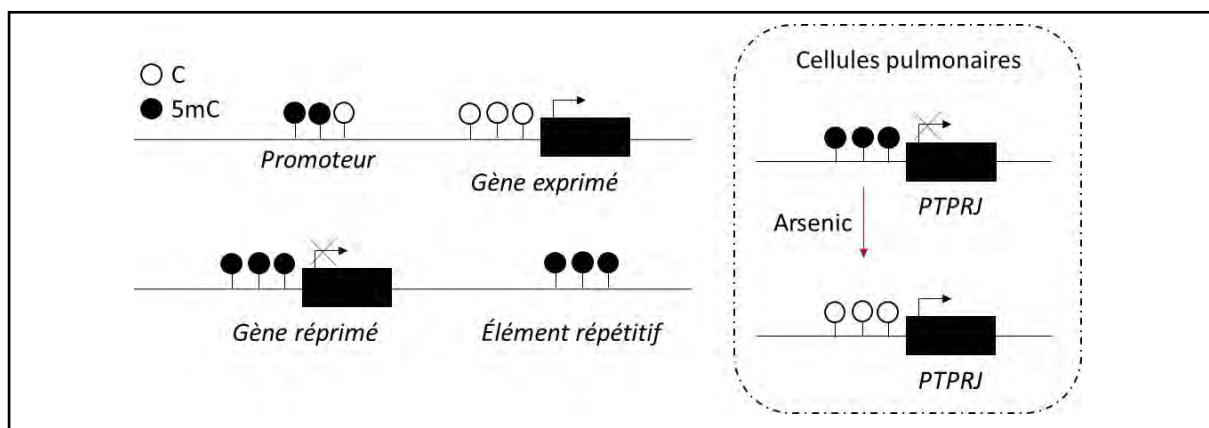 C
5mC
Promoteur
Gène exprimé
Gène réprimé
Élément répétitif
Cellules pulmonaires
PTPRJ
Arsenic
PTPRJ